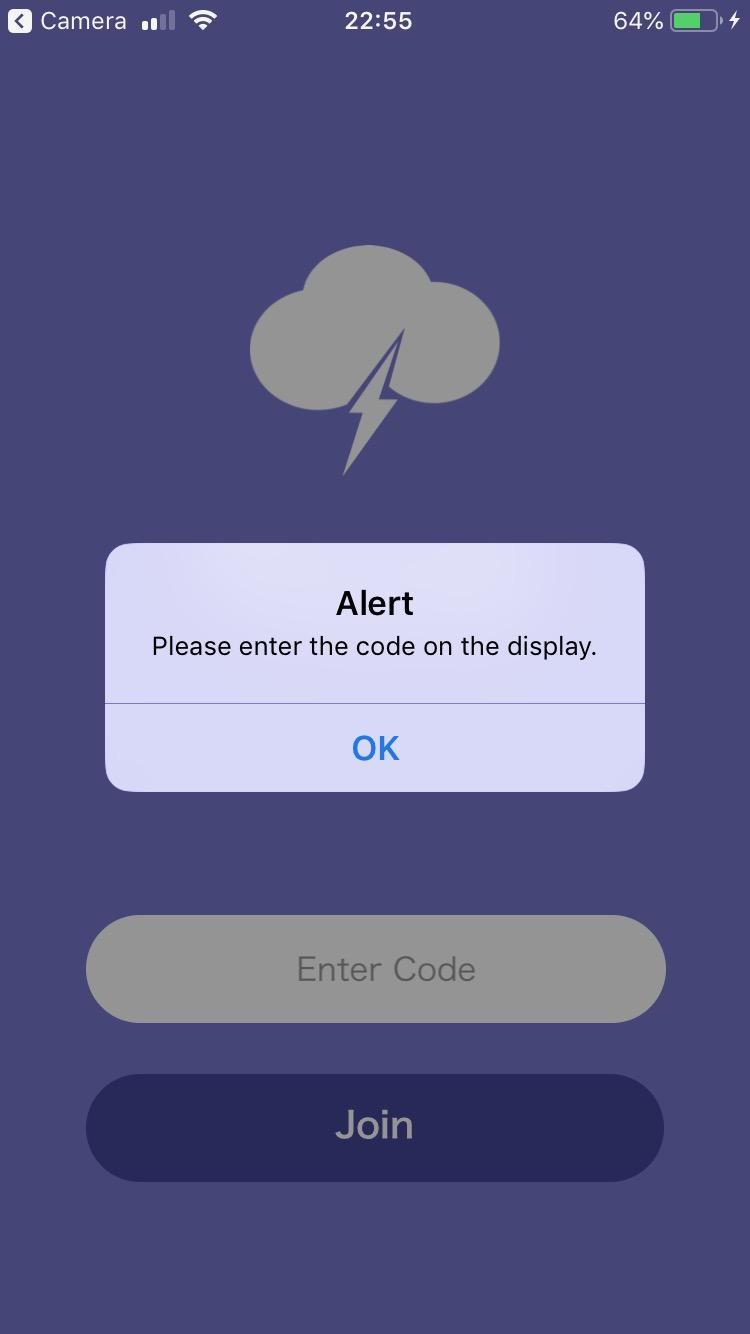 Camera 22:55 64%
Alert
Please enter the code on the display.
OK
Enter Code
Join